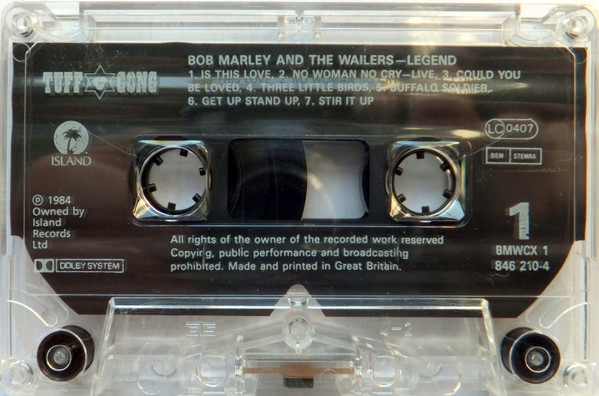 BOB MARLEY AND THE WAILERS—LEGEND
1. IS THIS LOVE, 2. NO WOMAN NO CRY—LIVE, 3. COULD YOU
BE LOVED, 4. THREE LITTLE BIRDS, 5. BUFFALO SOLDIER,
6. GET UP STAND UP, 7. STIR IT UP
TUFF GONG
ISLAND
LC 0407
BIEM STEMRA
℗ 1984
Owned by
Island
Records
Ltd
DOLBY SYSTEM
All rights of the owner of the recorded work reserved
Copying, public performance and broadcasting
prohibited. Made and printed in Great Britain.
1
BMWCX 1
846 210-4